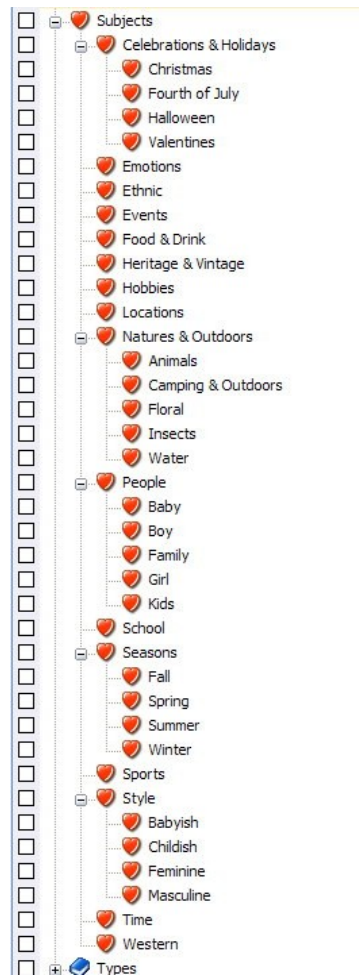 Subjects
Celebrations & Holidays
Christmas
Fourth of July
Halloween
Valentines
Emotions
Ethnic
Events
Food & Drink
Heritage & Vintage
Hobbies
Locations
Natures & Outdoors
Animals
Camping & Outdoors
Floral
Insects
Water
People
Baby
Boy
Family
Girl
Kids
School
Seasons
Fall
Spring
Summer
Winter
Sports
Style
Babyish
Childish
Feminine
Masculine
Time
Western
Types